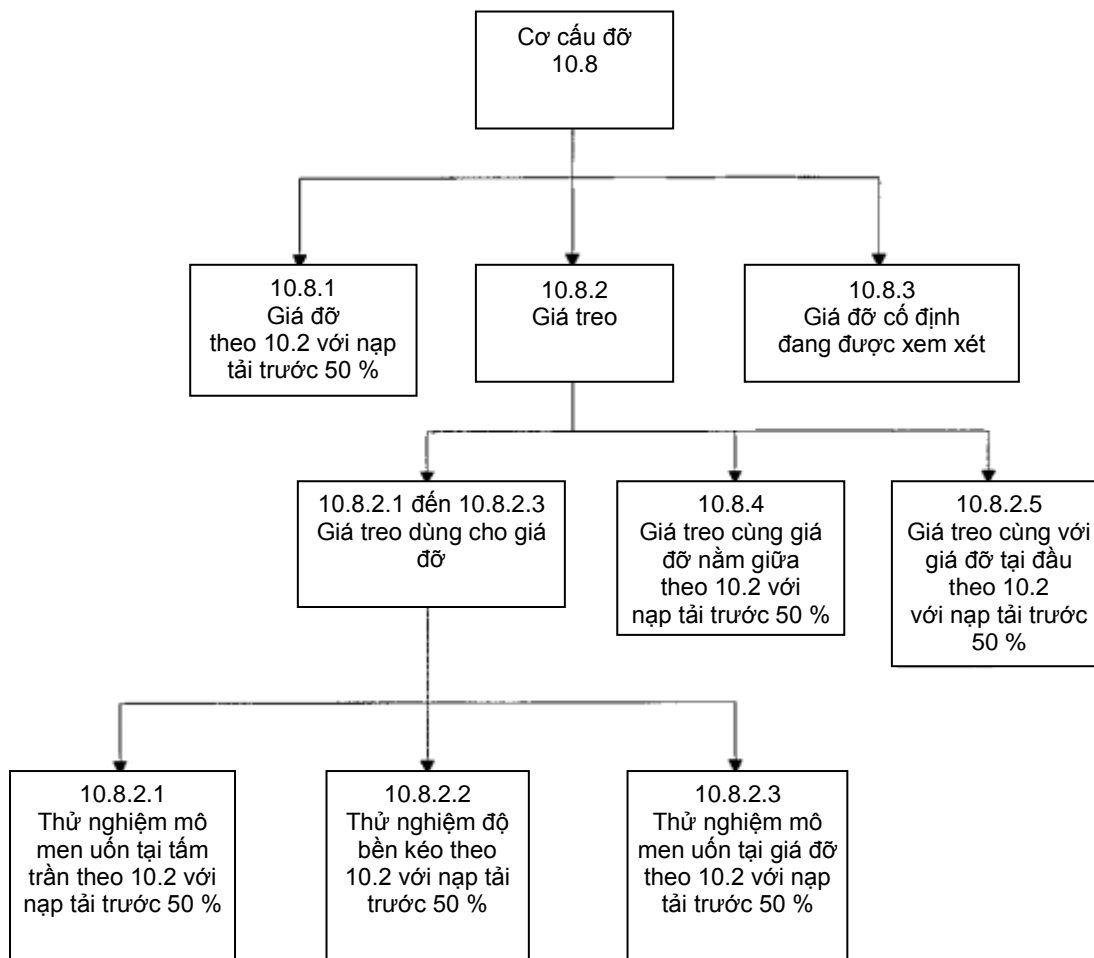 Cơ cấu đỡ
10.8
10.8.1
Giá đỡ
theo 10.2 với nạp
tải trước 50 %
10.8.2
Giá treo
10.8.3
Giá đỡ cố định
đang được xem xét
10.8.2.1 đến 10.8.2.3
Giá treo dùng cho giá
đỡ
10.8.4
Giá treo cùng giá
đỡ nằm giữa
theo 10.2 với
nạp tải trước 50 %
10.8.2.5
Giá treo cùng với
giá đỡ tại đầu
theo 10.2
với nạp tải trước
50 %
10.8.2.1
Thử nghiệm mô
men uốn tại tấm
trần theo 10.2 với
nạp tải trước 50 %
10.8.2.2
Thử nghiệm độ
bền kéo theo
10.2 với nạp tải
trước 50 %
10.8.2.3
Thử nghiệm mô
men uốn tại giá đỡ
theo 10.2 với nạp
tải trước 50 %